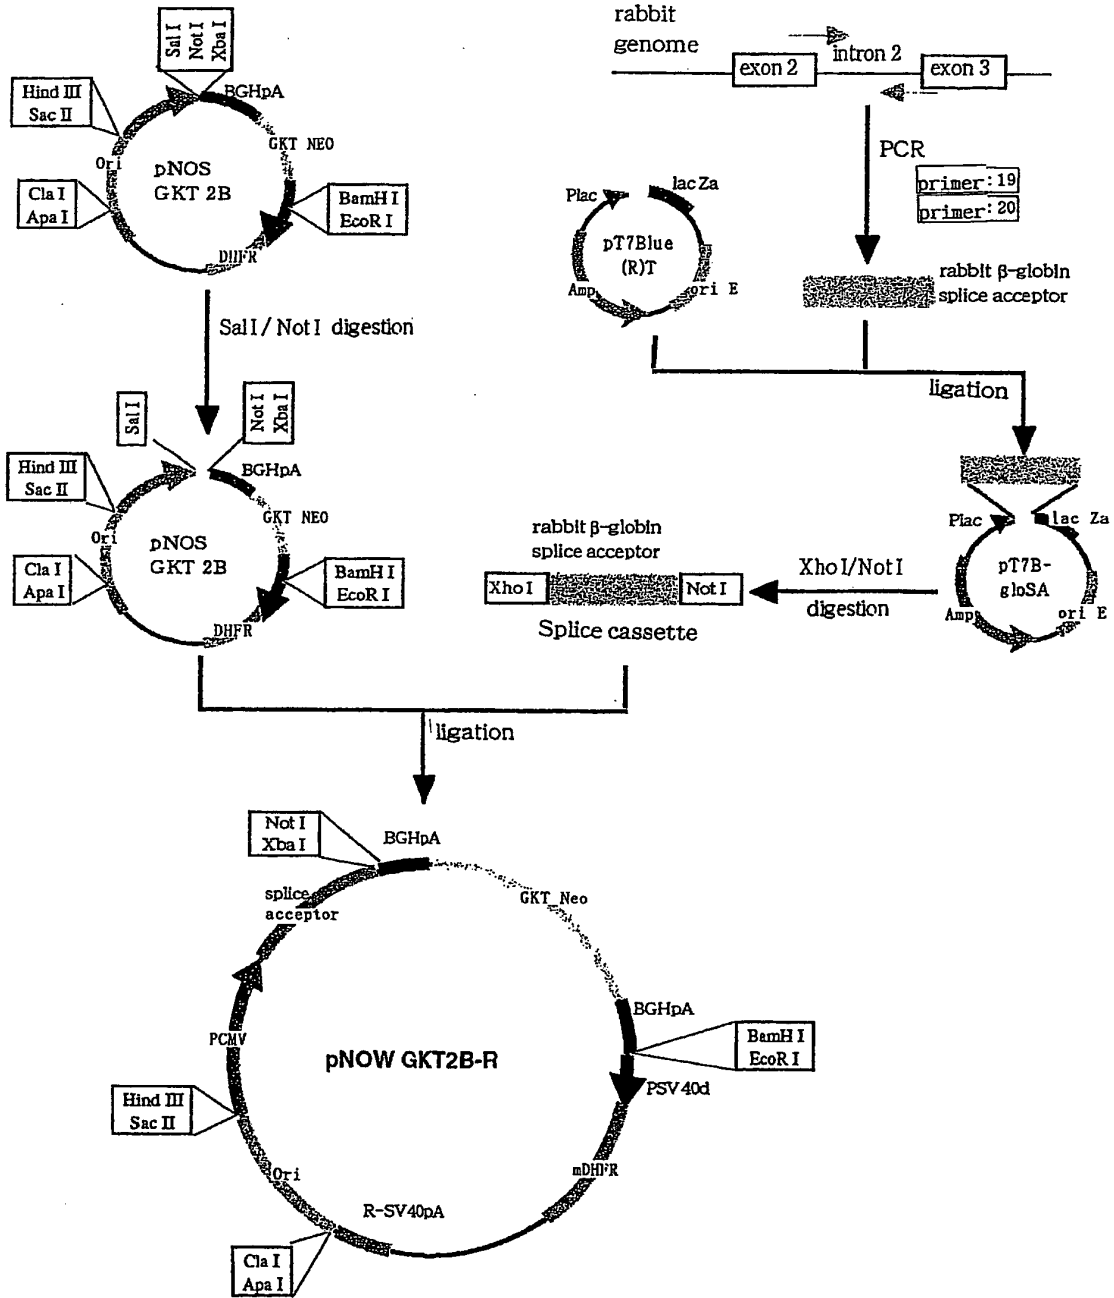 Sal I
Not I
Xba I
BGHpA
Hind III
Sac II
GKT NEO
Ori
pNOS
GKT 2B
Cla I
Apa I
BamH I
EcoR I
DHFR
Sal I / Not I digestion
rabbit
genome
intron 2
exon 2
exon 3
PCR
primer:19
primer:20
Plac
lac Za
pT7Blue
(R)T
Amp
ori E
rabbit β-globin
splice acceptor
ligation
Sal I
Not I
Xba I
BGHpA
Hind III
Sac II
GKT NEO
Ori
pNOS
GKT 2B
Cla I
Apa I
BamH I
EcoR I
DHFR
rabbit β-globin
splice acceptor
Xho I
Not I
Splice cassette
Xho I/Not I
digestion
Plac
lac Za
pT7B-
gloSA
Amp
ori E
ligation
Not I
Xba I
BGHpA
splice
acceptor
GKT Neo
BGHpA
BamH I
EcoR I
PCMV
pNOW GKT2B-R
PSV40d
Hind III
Sac II
mDHFR
Ori
R-SV40pA
Cla I
Apa I